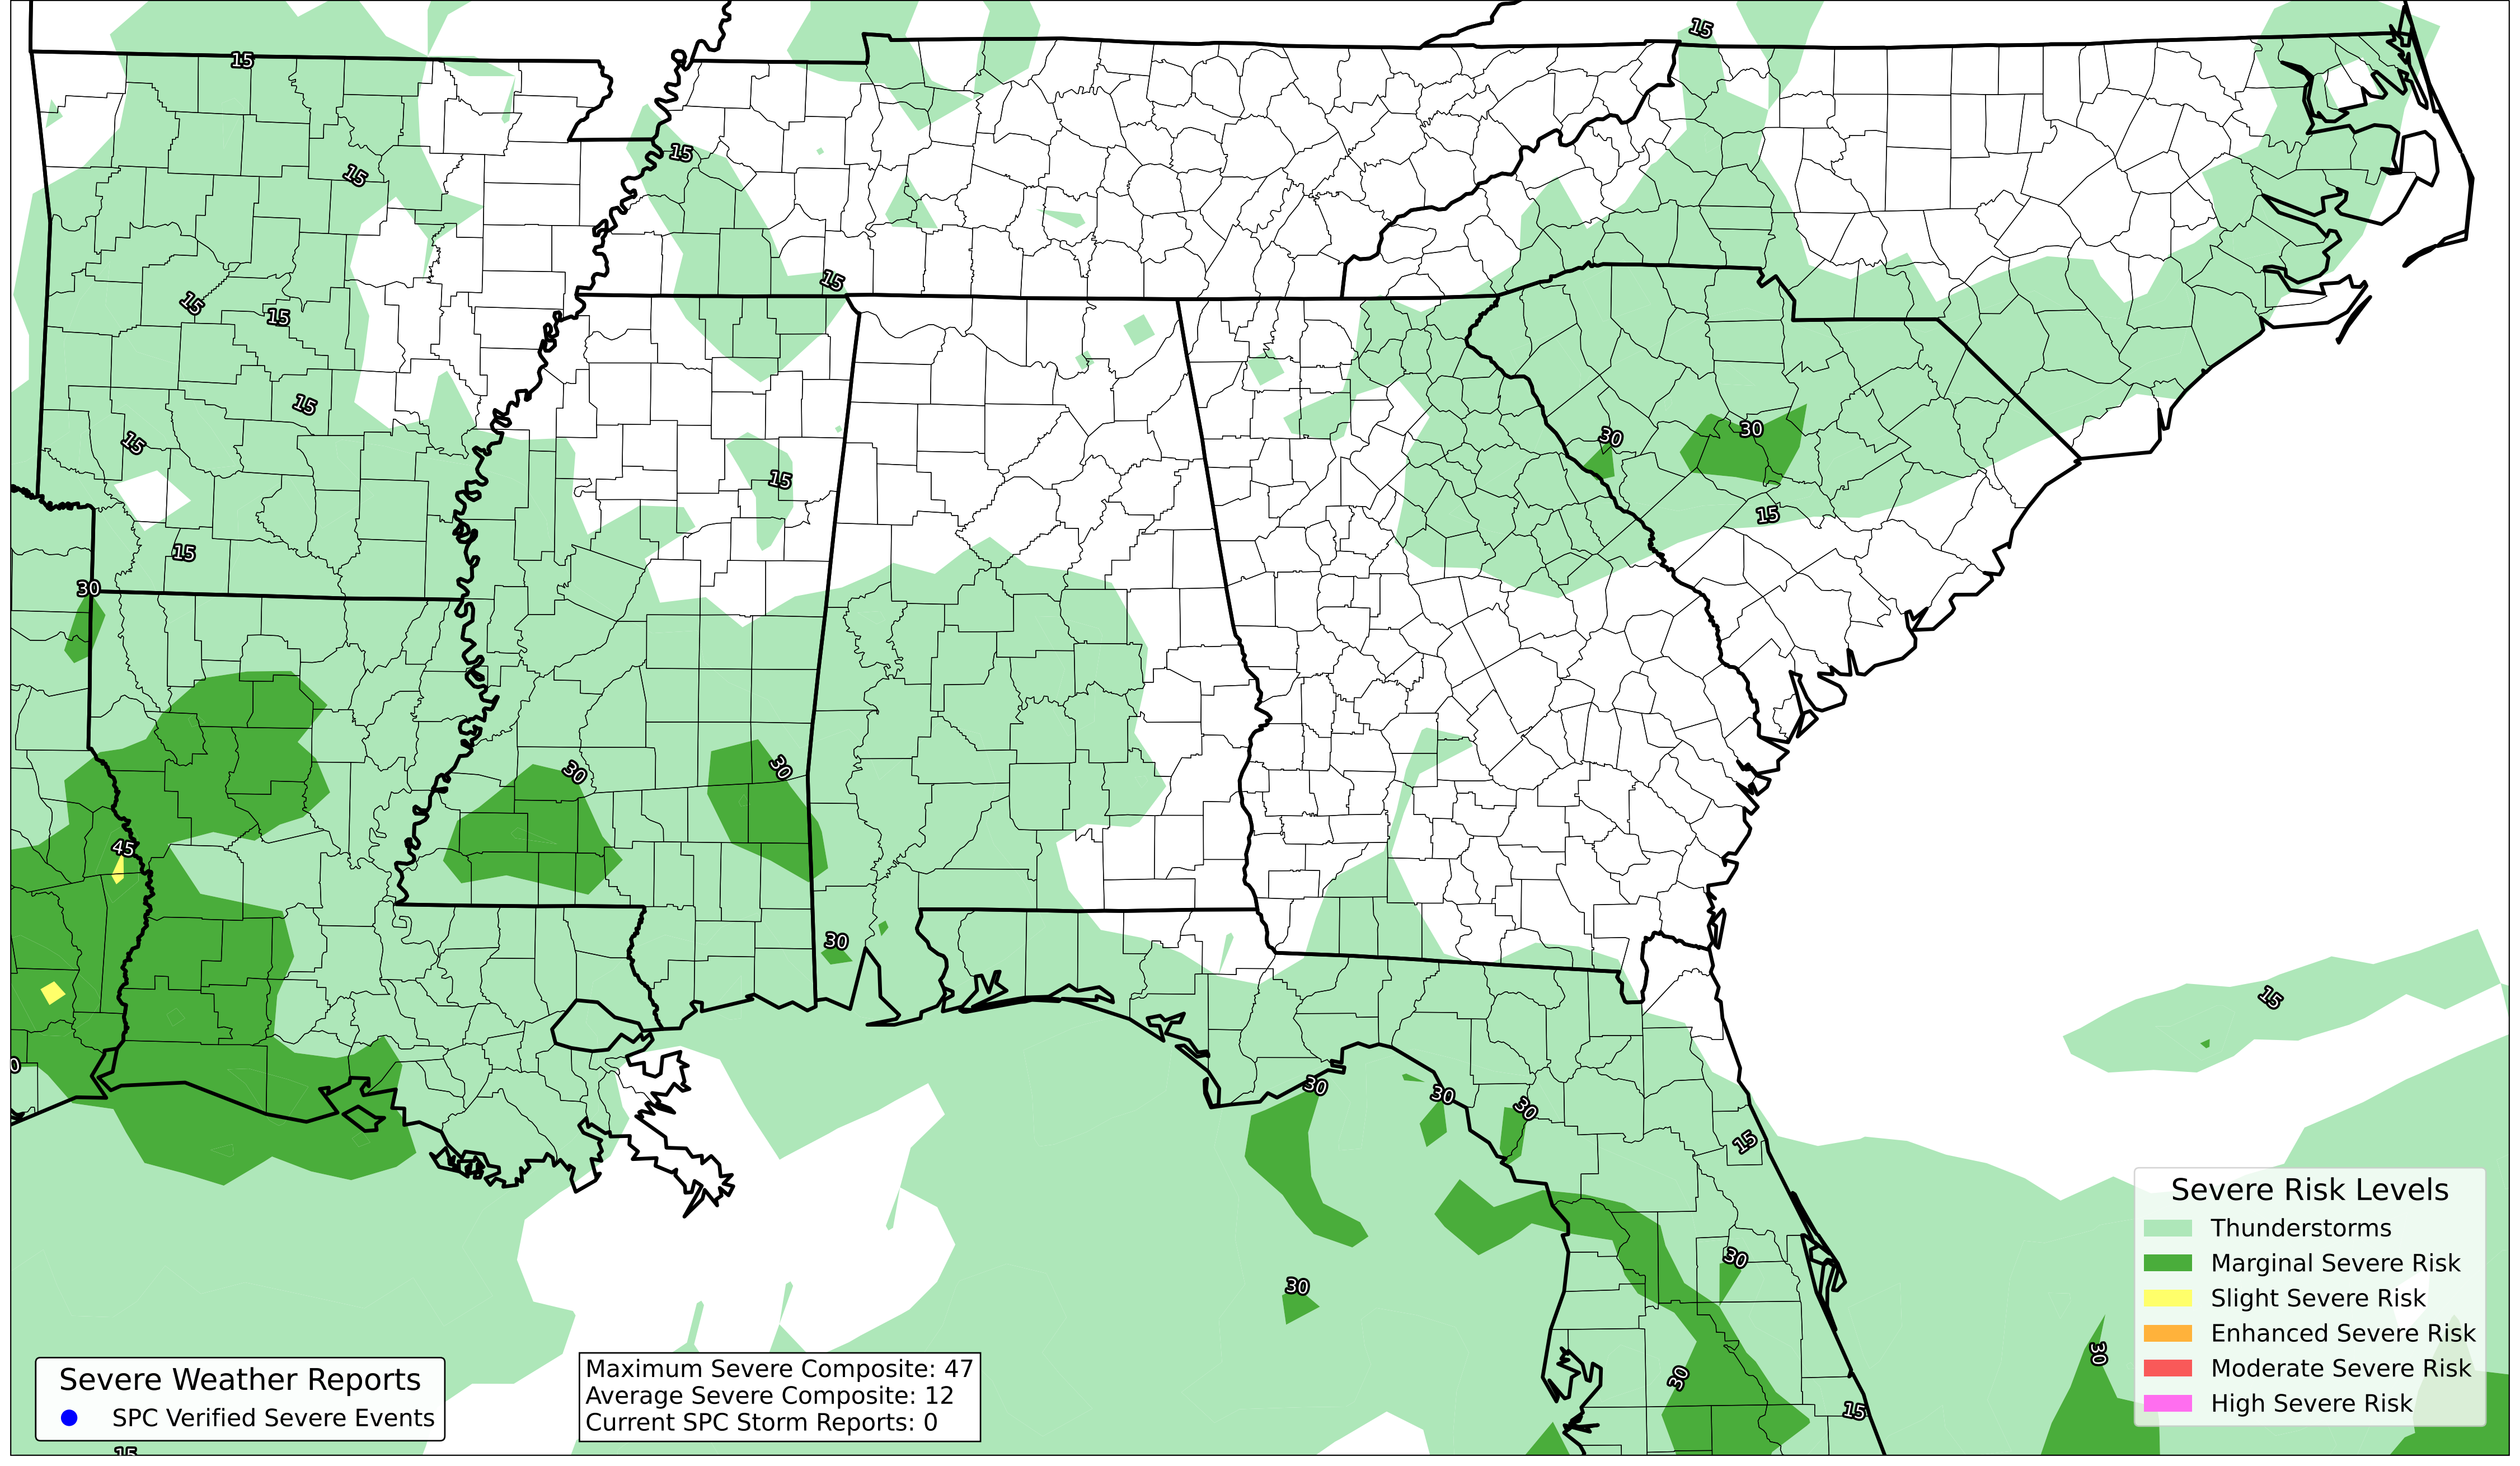 15
15
15
15
15
15
15
15
15
15
30
30
30
15
15
30
30
30
45
30
15
0
30
30
30
15
30
30
30
30
15
15
Severe Risk Levels
Thunderstorms
Marginal Severe Risk
Slight Severe Risk
Enhanced Severe Risk
Moderate Severe Risk
High Severe Risk
Severe Weather Reports
SPC Verified Severe Events
Maximum Severe Composite: 47
Average Severe Composite: 12
Current SPC Storm Reports: 0